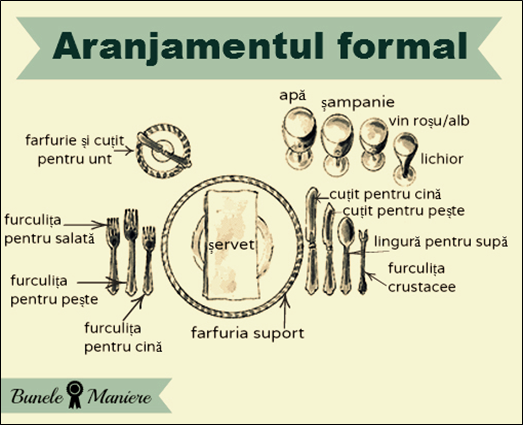 Aranjamentul formal
apă
șampanie
vin roșu/alb
lichior
farfurie și cuțit
pentru unt
cuțit pentru cină
cuțit pentru pește
lingură pentru supă
furculița
crustacee
furculița
pentru salată
șervet
furculița
pentru pește
furculița
pentru cină
farfuria suport
Bunele Maniere